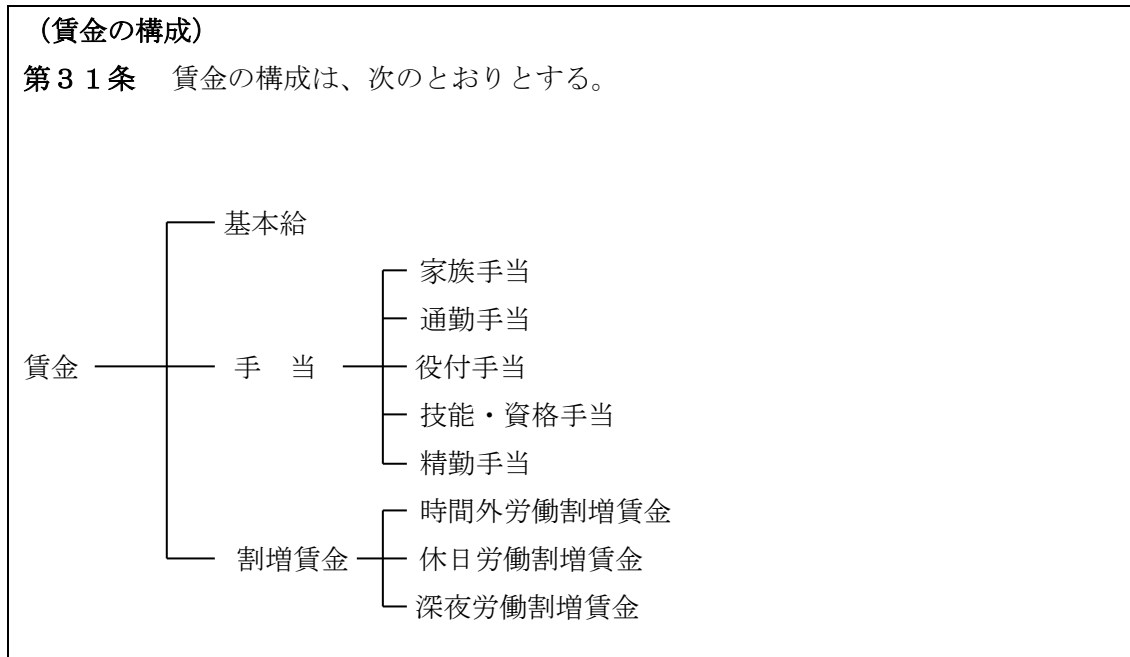 （賃金の構成）
第３１条　賃金の構成は、次のとおりとする。
基本給
家族手当
通勤手当
賃金　手　当　役付手当
技能・資格手当
精勤手当
時間外労働割増賃金
割増賃金　休日労働割増賃金
深夜労働割増賃金